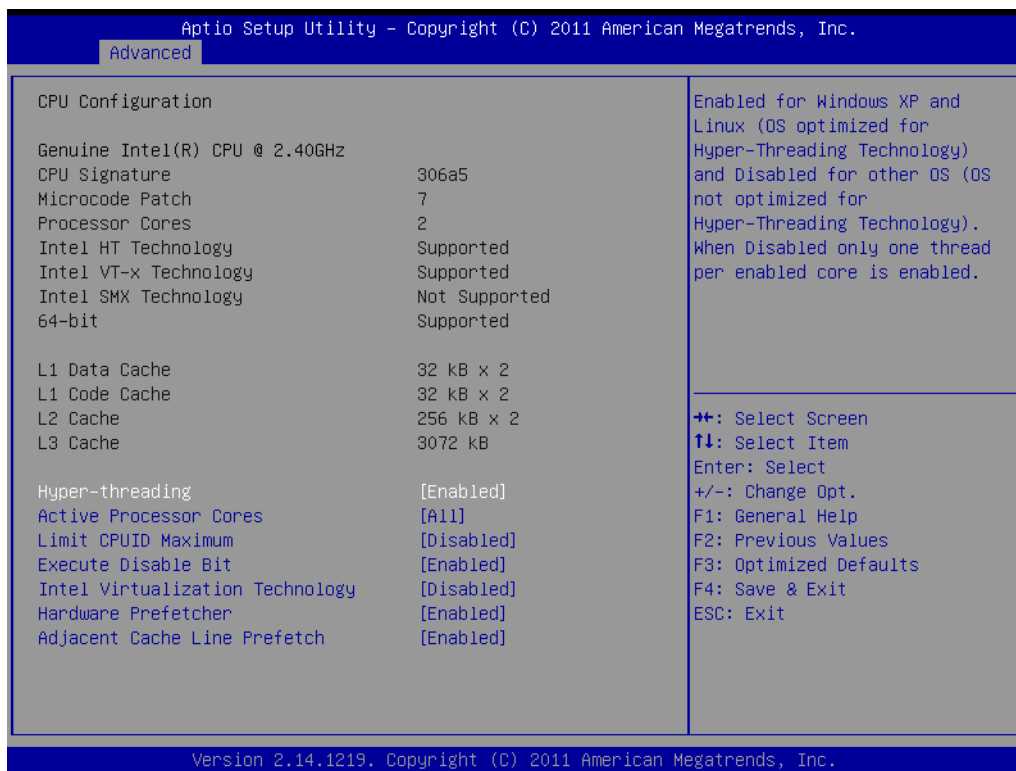 Aptio Setup Utility – Copyright (C) 2011 American Megatrends, Inc.
Advanced
CPU Configuration
Genuine Intel(R) CPU @ 2.40GHz
CPU Signature 306a5
Microcode Patch 7
Processor Cores 2
Intel HT Technology Supported
Intel VT-x Technology Supported
Intel SMX Technology Not Supported
64-bit Supported
L1 Data Cache 32 kB x 2
L1 Code Cache 32 kB x 2
L2 Cache 256 kB x 2
L3 Cache 3072 kB
Hyper-threading [Enabled]
Active Processor Cores [All]
Limit CPUID Maximum [Disabled]
Execute Disable Bit [Enabled]
Intel Virtualization Technology [Disabled]
Hardware Prefetcher [Enabled]
Adjacent Cache Line Prefetch [Enabled]
Enabled for Windows XP and
Linux (OS optimized for
Hyper-Threading Technology)
and Disabled for other OS (OS
not optimized for
Hyper-Threading Technology).
When Disabled only one thread
per enabled core is enabled.
→←: Select Screen
↑↓: Select Item
Enter: Select
+/-: Change Opt.
F1: General Help
F2: Previous Values
F3: Optimized Defaults
F4: Save & Exit
ESC: Exit
Version 2.14.1219. Copyright (C) 2011 American Megatrends, Inc.